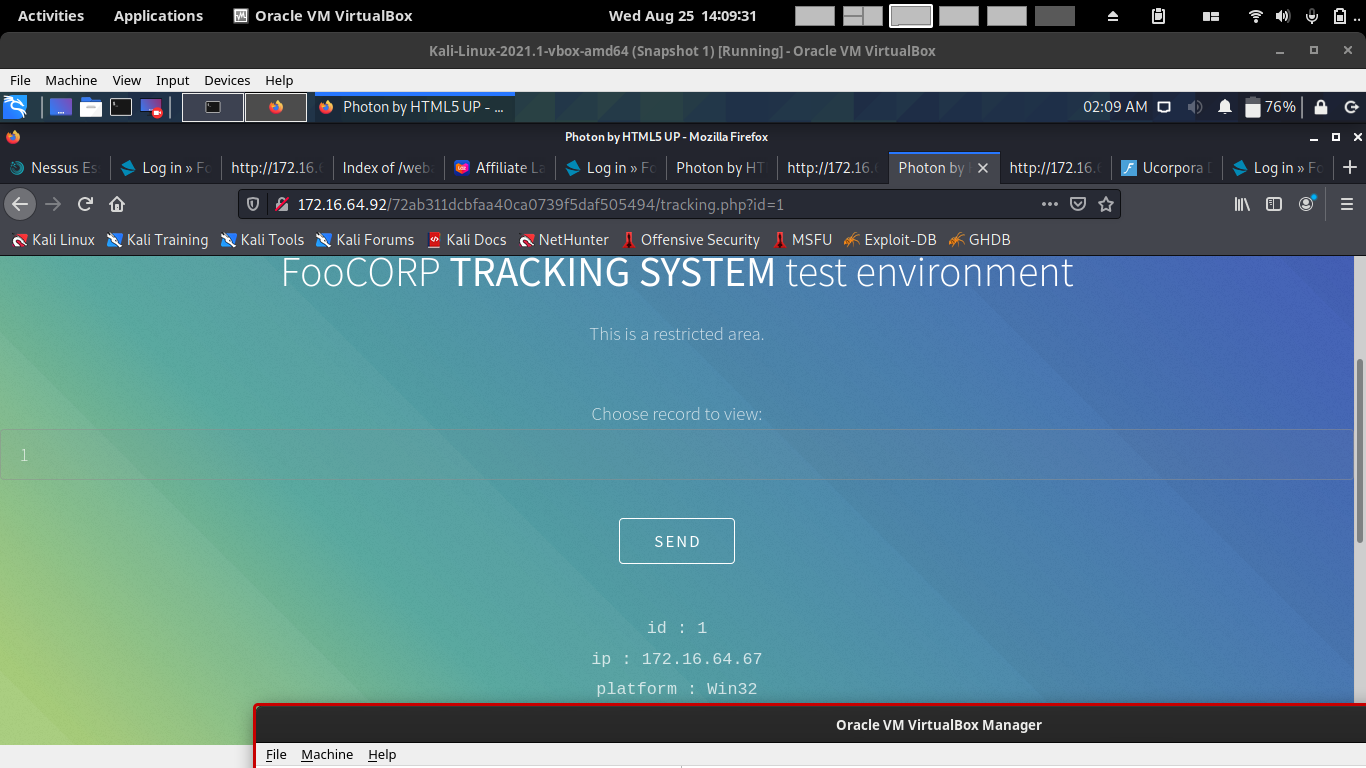 Activities Applications Oracle VM VirtualBox Wed Aug 25 14:09:31
Kali-Linux-2021.1-vbox-amd64 (Snapshot 1) [Running] - Oracle VM VirtualBox
File Machine View Input Devices Help
Photon by HTML5 UP - ... 02:09 AM 76%
Photon by HTML5 UP - Mozilla Firefox
Nessus Es Log in » Fo http://172.16. Index of /web Affiliate La Log in » Fo Photon by HT http://172.16. Photon by http://172.16. Ucorpora Log in » Fo
172.16.64.92/72ab311dcbfaa40ca0739f5daf505494/tracking.php?id=1
Kali Linux Kali Training Kali Tools Kali Forums Kali Docs NetHunter Offensive Security MSFU Exploit-DB GHDB
FooCORP TRACKING SYSTEM test environment
This is a restricted area.
Choose record to view:
1
SEND
id : 1
ip : 172.16.64.67
platform : Win32
Oracle VM VirtualBox Manager
File Machine Help